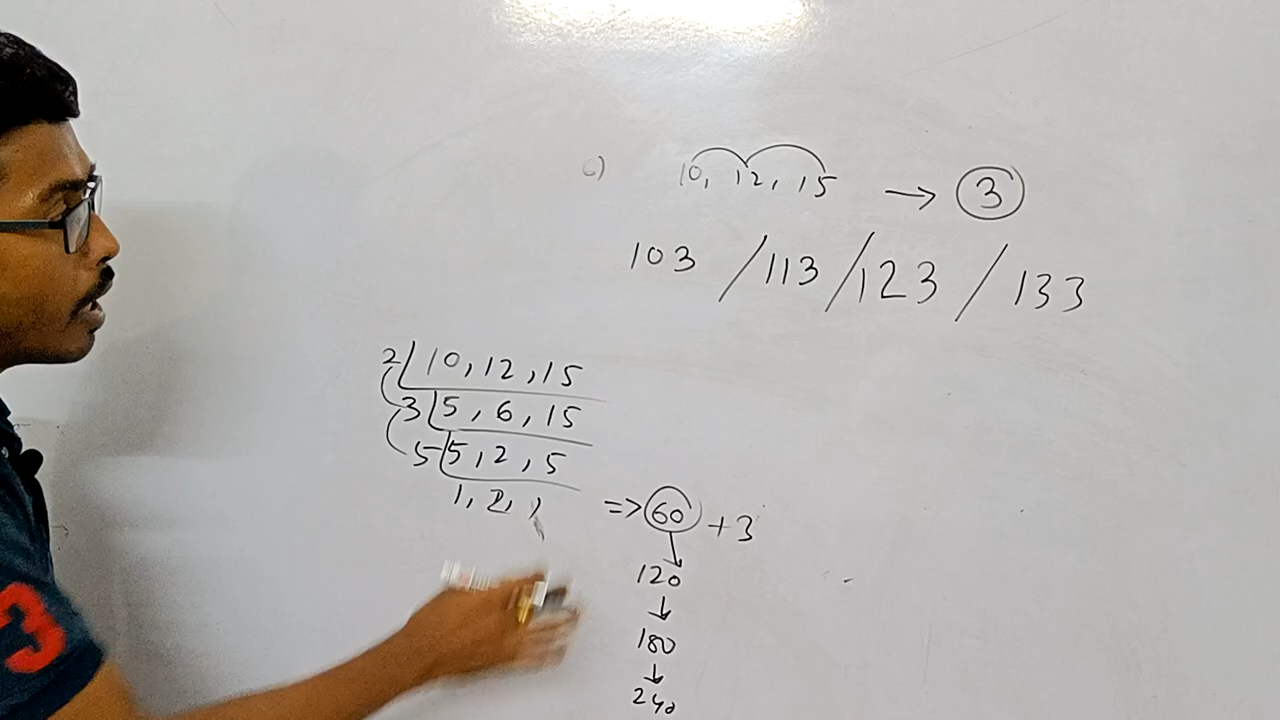 c) 10, 12, 15 → 3
103 / 113 / 123 / 133
2 10, 12, 15
3 5, 6, 15
5 5, 2, 5
1, 2, 1 => 60 + 3
120
↓
180
↓
240
3